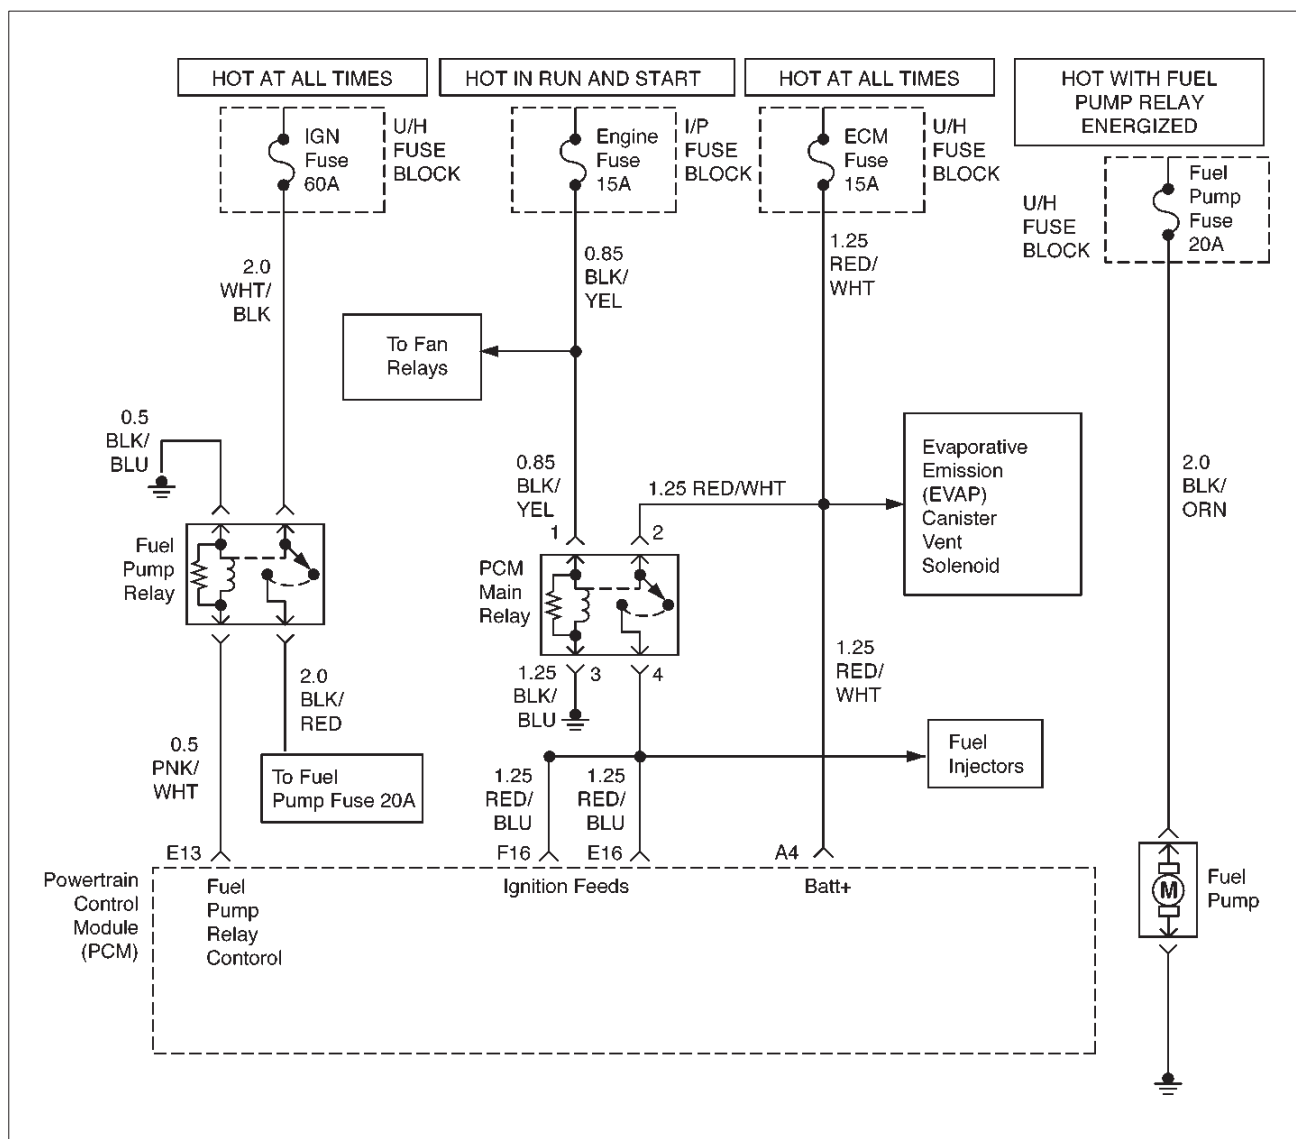 HOT AT ALL TIMES
HOT IN RUN AND START
HOT AT ALL TIMES
HOT WITH FUEL
PUMP RELAY
ENERGIZED
IGN
Fuse
60A
U/H
FUSE
BLOCK
Engine
Fuse
15A
I/P
FUSE
BLOCK
ECM
Fuse
15A
U/H
FUSE
BLOCK
U/H
FUSE
BLOCK
Fuel
Pump
Fuse
20A
2.0
WHT/
BLK
0.85
BLK/
YEL
1.25
RED/
WHT
To Fan
Relays
0.5
BLK/
BLU
0.85
BLK/
YEL
1.25 RED/WHT
Evaporative
Emission
(EVAP)
Canister
Vent
Solenoid
2.0
BLK/
ORN
1
2
Fuel
Pump
Relay
PCM
Main
Relay
3
4
2.0
BLK/
RED
1.25
BLK/
BLU
1.25
RED/
WHT
0.5
PNK/
WHT
To Fuel
Pump Fuse 20A
1.25
RED/
BLU
1.25
RED/
BLU
Fuel
Injectors
E13
F16
E16
A4
Powertrain
Control
Module
(PCM)
Fuel
Pump
Relay
Contorol
Ignition Feeds
Batt+
M
Fuel
Pump